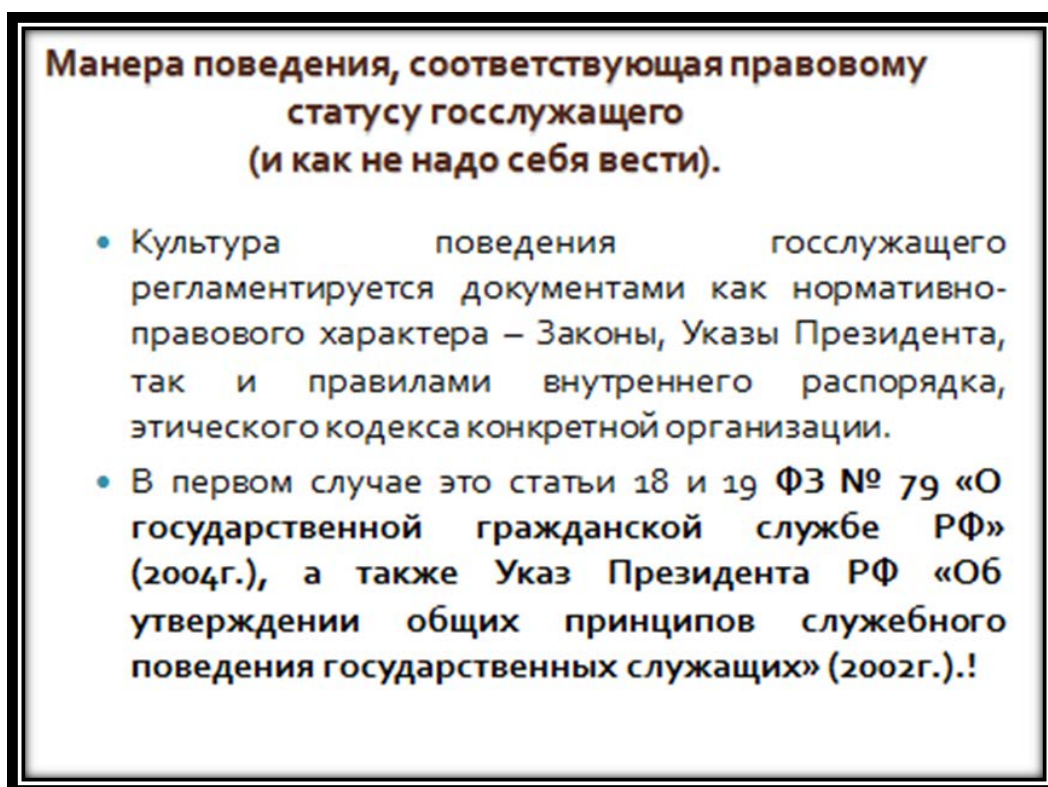 Манера поведения, соответствующая правовому
статусу госслужащего
(и как не надо себя вести).
• Культура поведения госслужащего
регламентируется документами как нормативно-
правового характера – Законы, Указы Президента,
так и правилами внутреннего распорядка,
этического кодекса конкретной организации.
• В первом случае это статьи 18 и 19 ФЗ № 79 «О
государственной гражданской службе РФ»
(2004г.), а также Указ Президента РФ «Об
утверждении общих принципов служебного
поведения государственных служащих» (2002г.).!